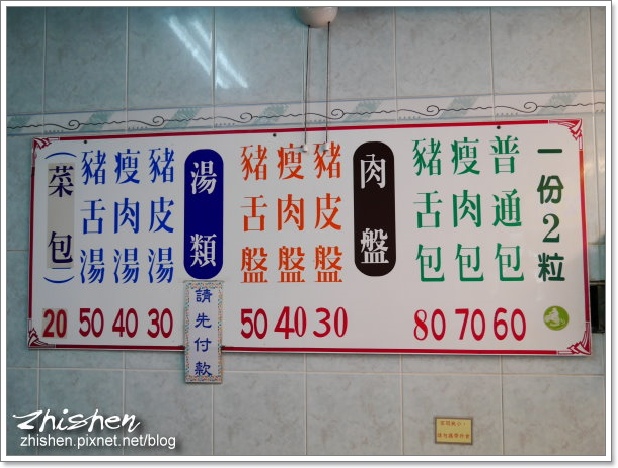 一份2粒
普通包 60
瘦肉包 70
豬舌包 80
肉盤
豬皮盤 30
瘦肉盤 40
豬舌盤 50
湯類
豬皮湯 30
瘦肉湯 40
豬舌湯 50
(菜包) 20
請先付款
zhishen
zhishen.pixnet.net/blog